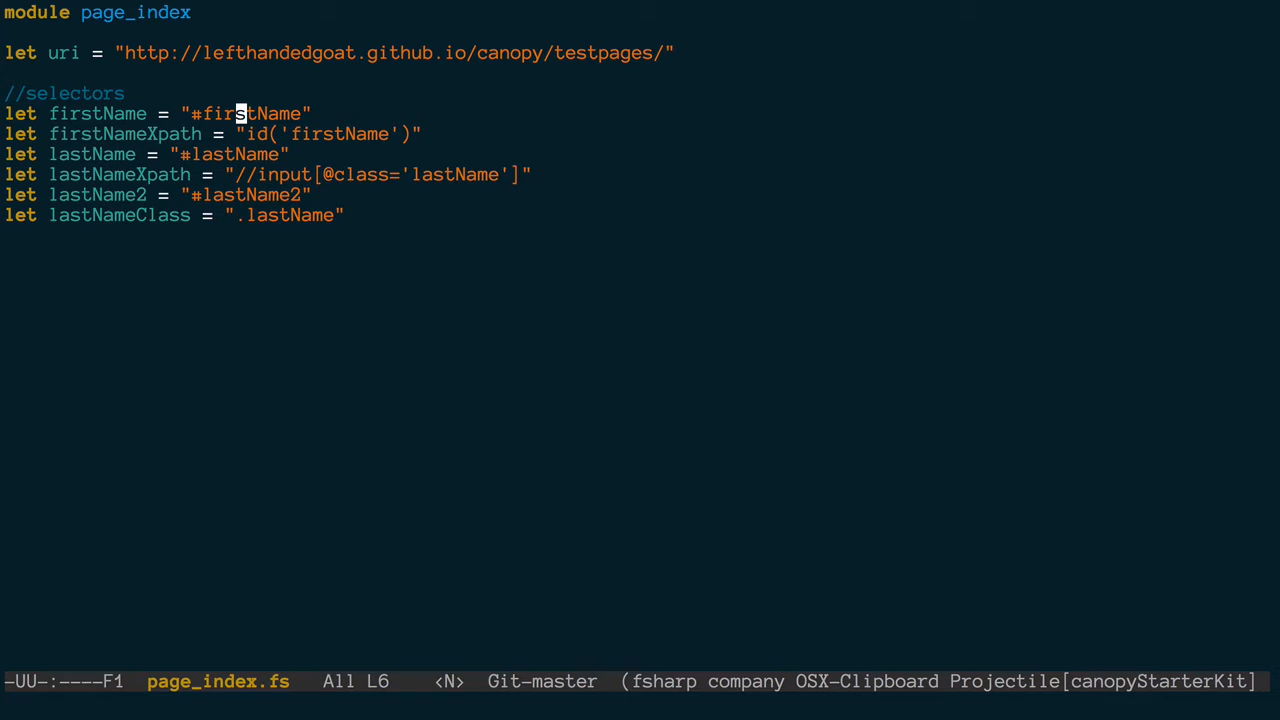 module page_index
let uri = "http://lefthandedgoat.github.io/canopy/testpages/"
//selectors
let firstName = "#firstName"
let firstNameXpath = "id('firstName')"
let lastName = "#lastName"
let lastNameXpath = "//input[@class='lastName']"
let lastName2 = "#lastName2"
let lastNameClass = ".lastName"
-UU-:----F1  page_index.fs   All L6    <N>  Git-master  (fsharp company OSX-Clipboard Projectile[canopyStarterKit]